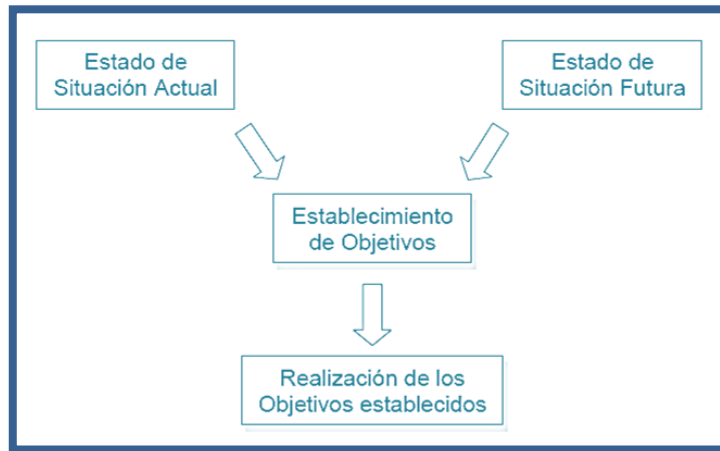 Estado de
Situación Actual
Estado de
Situación Futura
Establecimiento
de Objetivos
Realización de los
Objetivos establecidos